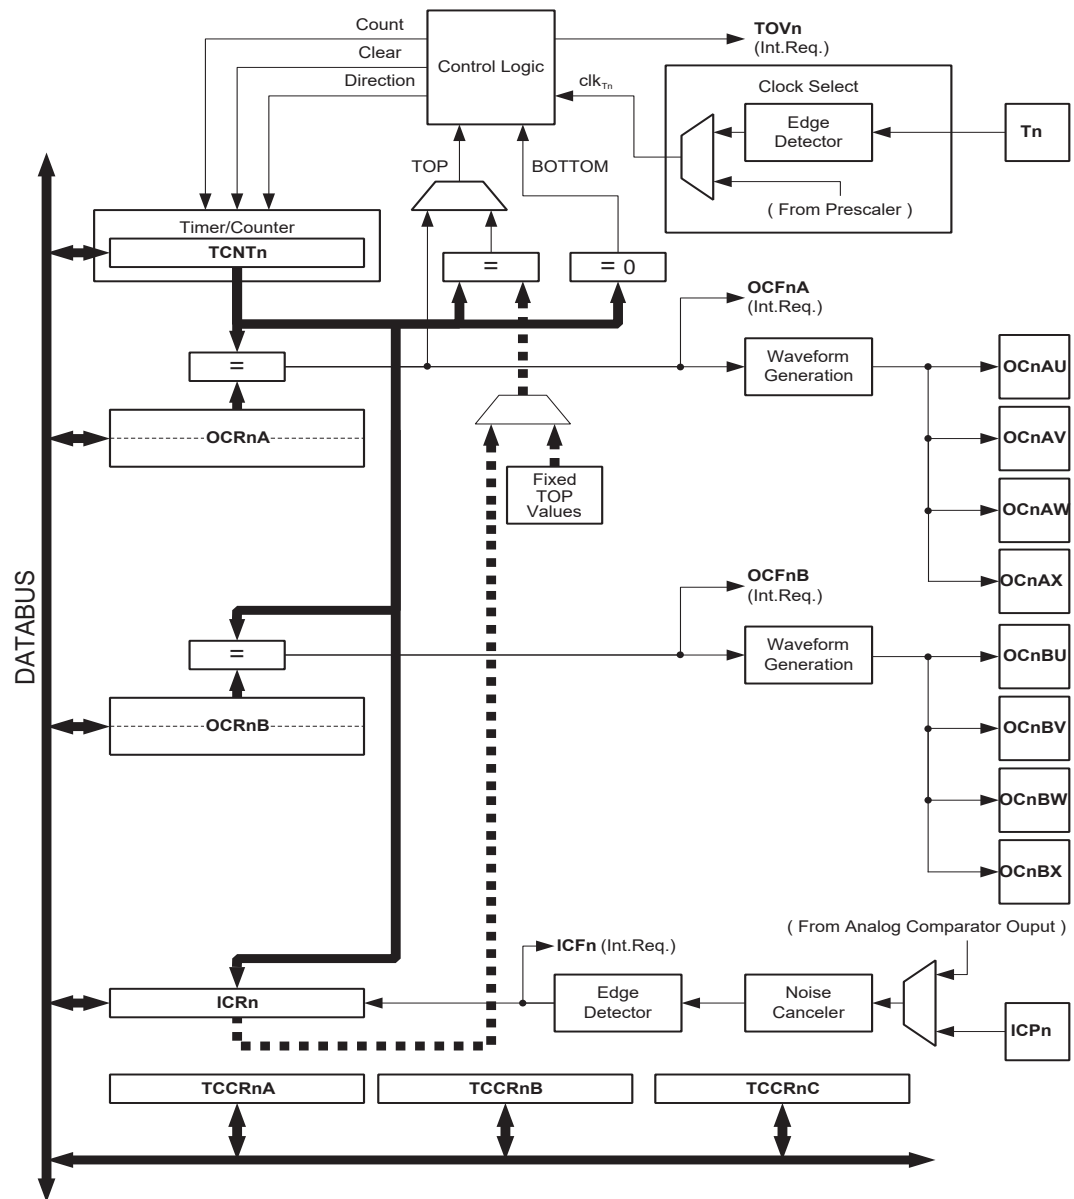 Count
Clear
Direction
Control Logic
TOVn
(Int.Req.)
clkTn
Clock Select
Edge
Detector
Tn
( From Prescaler )
TOP
BOTTOM
Timer/Counter
TCNTn
=
= 0
OCFnA
(Int.Req.)
=
Waveform
Generation
OCnAU
OCRnA
OCnAV
Fixed
TOP
Values
OCnAW
OCnAX
DATABUS
OCFnB
(Int.Req.)
=
Waveform
Generation
OCnBU
OCRnB
OCnBV
OCnBW
OCnBX
( From Analog Comparator Ouput )
ICFn (Int.Req.)
ICRn
Edge
Detector
Noise
Canceler
ICPn
TCCRnA
TCCRnB
TCCRnC